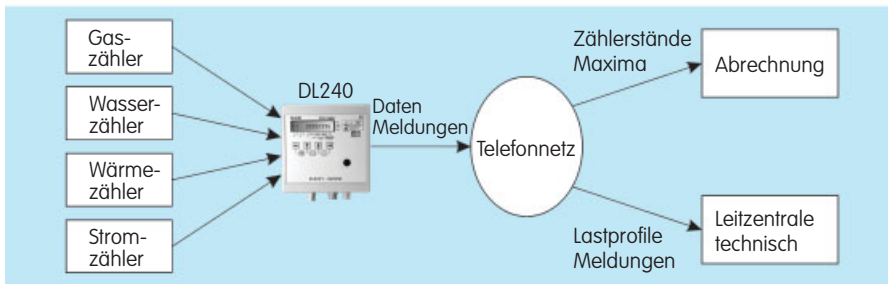 Gas-
zähler
Wasser-
zähler
Wärme-
zähler
Strom-
zähler
DL240
Daten
Meldungen
Telefonnetz
Zählerstände
Maxima
Abrechnung
Lastprofile
Meldungen
Leitzentrale
technisch